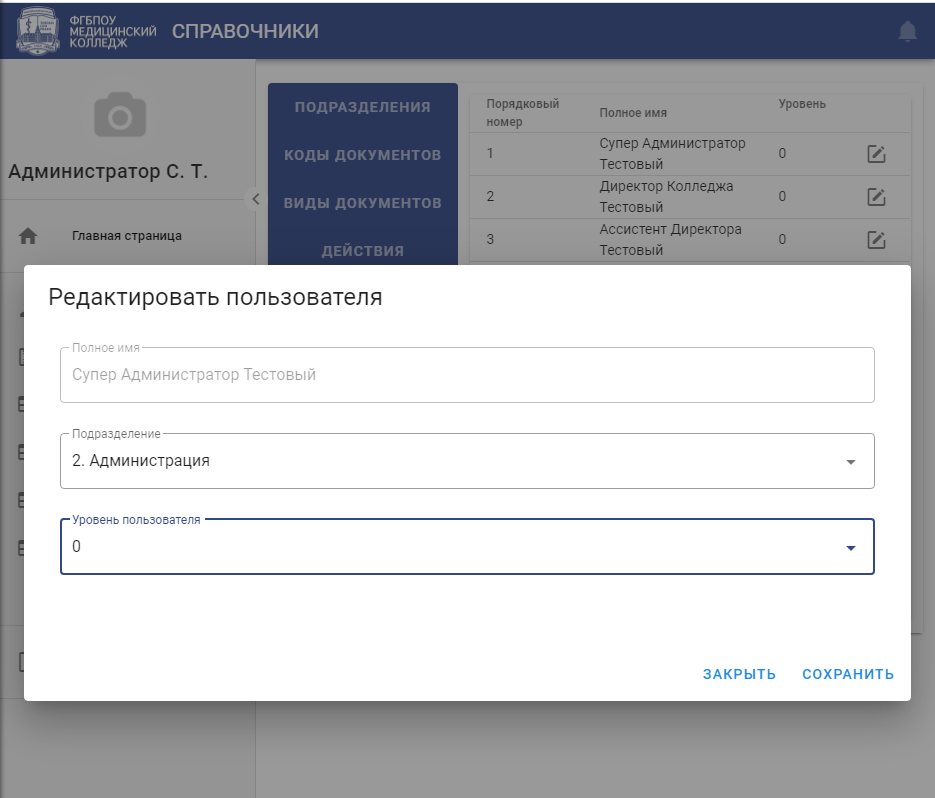 ФГБПОУ
МЕДИЦИНСКИЙ
КОЛЛЕДЖ
СПРАВОЧНИКИ
Администратор С. Т.
Главная страница
ПОДРАЗДЕЛЕНИЯ
КОДЫ ДОКУМЕНТОВ
ВИДЫ ДОКУМЕНТОВ
ДЕЙСТВИЯ
Порядковый
номер
Полное имя
Уровень
1
Супер Администратор
Тестовый
0
2
Директор Колледжа
Тестовый
0
3
Ассистент Директора
Тестовый
0
Редактировать пользователя
Полное имя
Супер Администратор Тестовый
Подразделение
2. Администрация
Уровень пользователя
0
ЗАКРЫТЬ
СОХРАНИТЬ